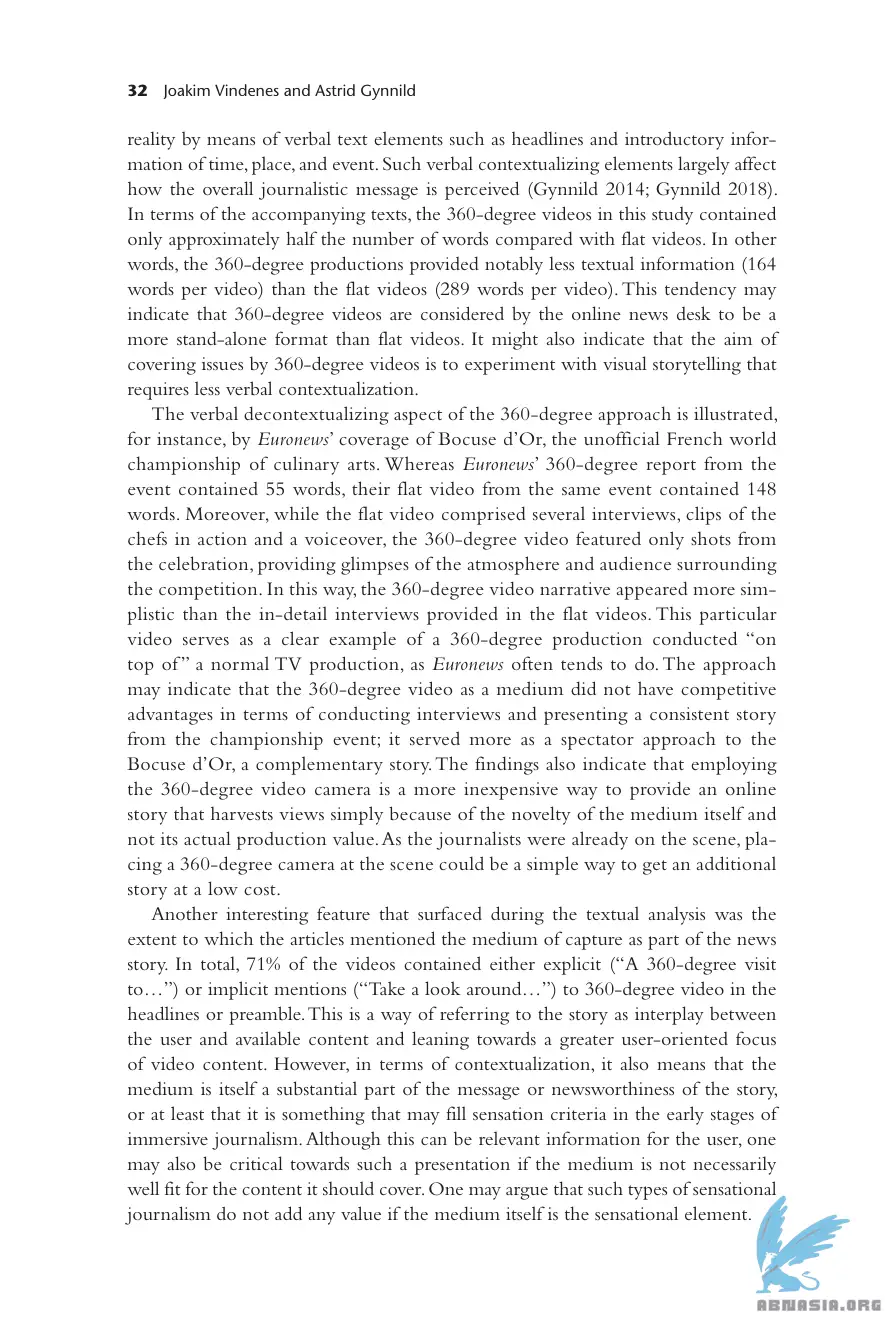 32 Joakim Vindenes and Astrid Gynnild
reality by means of verbal text elements such as headlines and introductory infor-
mation of time, place, and event. Such verbal contextualizing elements largely affect
how the overall journalistic message is perceived (Gynnild 2014; Gynnild 2018).
In terms of the accompanying texts, the 360-degree videos in this study contained
only approximately half the number of words compared with flat videos. In other
words, the 360-degree productions provided notably less textual information (164
words per video) than the flat videos (289 words per video). This tendency may
indicate that 360-degree videos are considered by the online news desk to be a
more stand-alone format than flat videos. It might also indicate that the aim of
covering issues by 360-degree videos is to experiment with visual storytelling that
requires less verbal contextualization.
The verbal decontextualizing aspect of the 360-degree approach is illustrated,
for instance, by Euronews’ coverage of Bocuse d’Or, the unofficial French world
championship of culinary arts. Whereas Euronews’ 360-degree report from the
event contained 55 words, their flat video from the same event contained 148
words. Moreover, while the flat video comprised several interviews, clips of the
chefs in action and a voiceover, the 360-degree video featured only shots from
the celebration, providing glimpses of the atmosphere and audience surrounding
the competition. In this way, the 360-degree video narrative appeared more sim-
plistic than the in-detail interviews provided in the flat videos. This particular
video serves as a clear example of a 360-degree production conducted “on
top of” a normal TV production, as Euronews often tends to do. The approach
may indicate that the 360-degree video as a medium did not have competitive
advantages in terms of conducting interviews and presenting a consistent story
from the championship event; it served more as a spectator approach to the
Bocuse d’Or, a complementary story. The findings also indicate that employing
the 360-degree video camera is a more inexpensive way to provide an online
story that harvests views simply because of the novelty of the medium itself and
not its actual production value. As the journalists were already on the scene, pla-
cing a 360-degree camera at the scene could be a simple way to get an additional
story at a low cost.
Another interesting feature that surfaced during the textual analysis was the
extent to which the articles mentioned the medium of capture as part of the news
story. In total, 71% of the videos contained either explicit (“A 360-degree visit
to…”) or implicit mentions (“Take a look around…”) to 360-degree video in the
headlines or preamble. This is a way of referring to the story as interplay between
the user and available content and leaning towards a greater user-oriented focus
of video content. However, in terms of contextualization, it also means that the
medium is itself a substantial part of the message or newsworthiness of the story,
or at least that it is something that may fill sensation criteria in the early stages of
immersive journalism. Although this can be relevant information for the user, one
may also be critical towards such a presentation if the medium is not necessarily
well fit for the content it should cover. One may argue that such types of sensational
journalism do not add any value if the medium itself is the sensational element.
ABNASIA.ORG